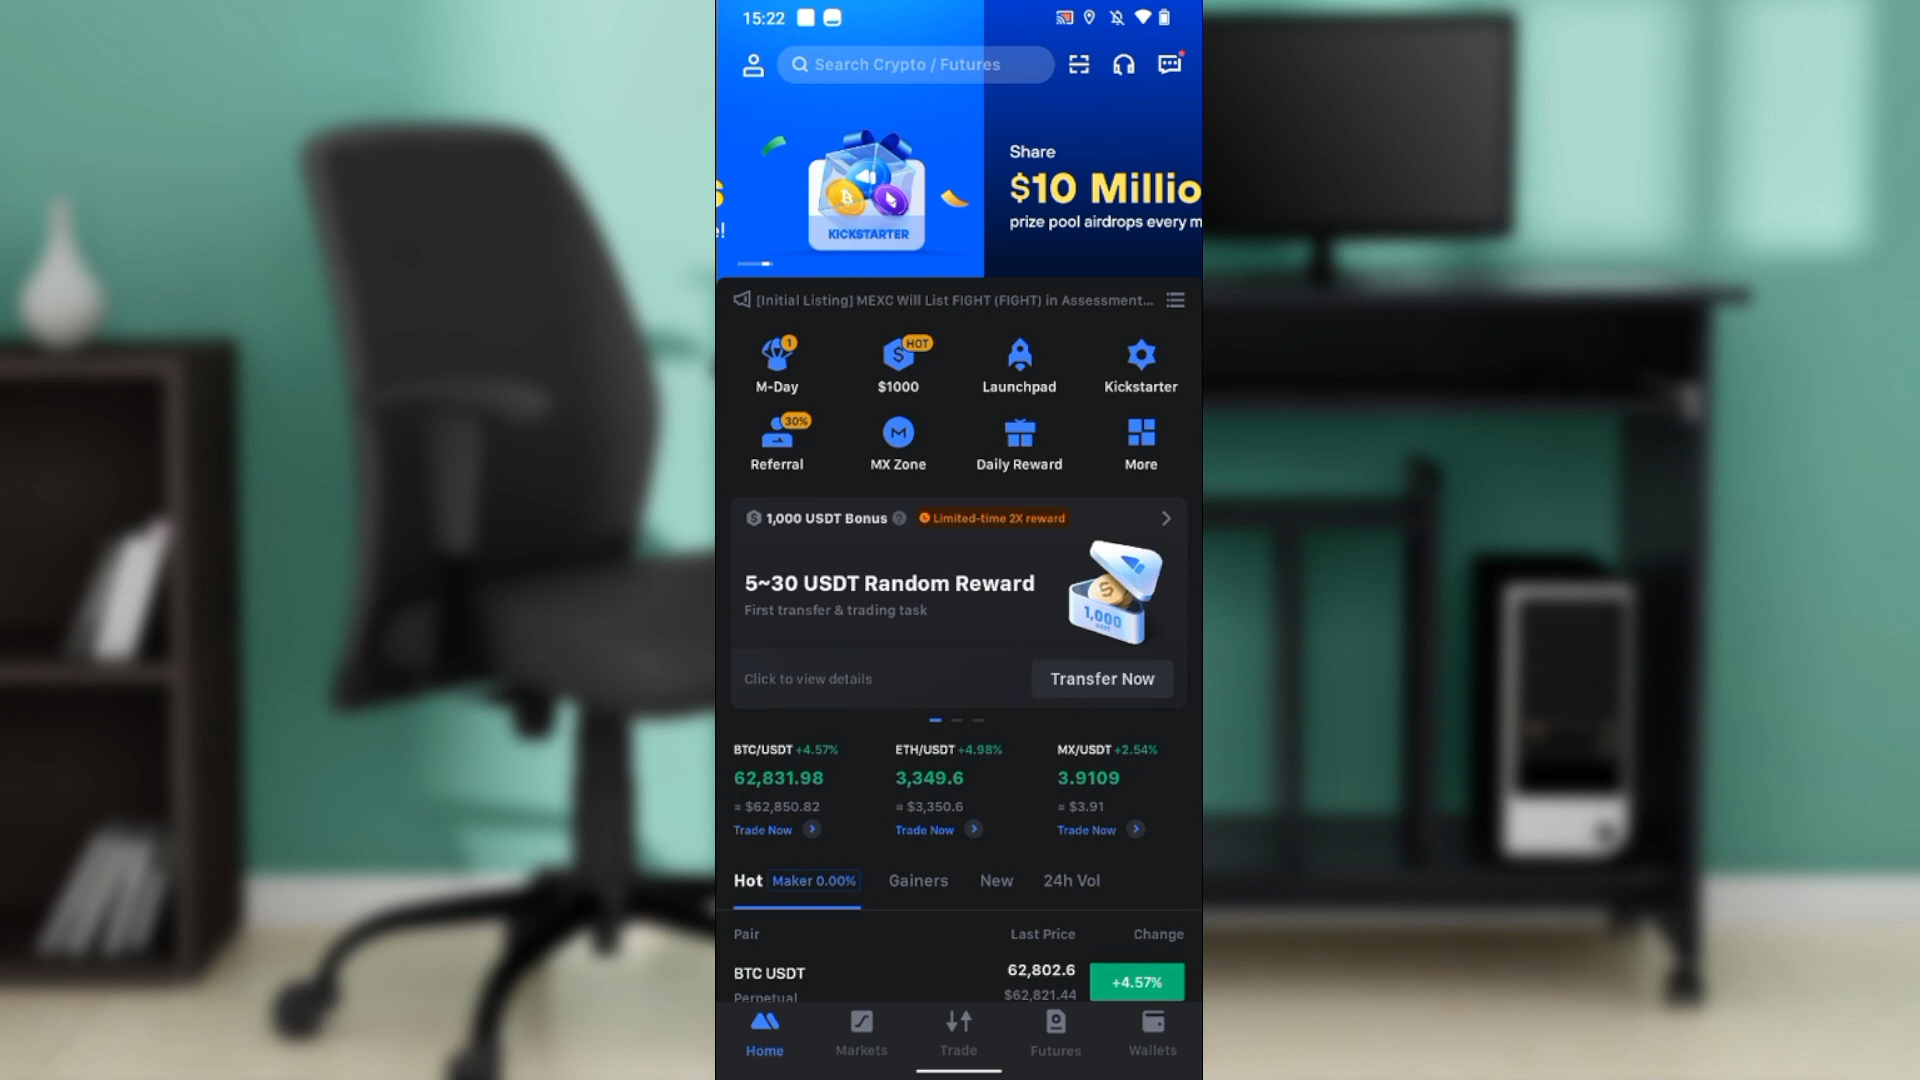 15:22
Search Crypto / Futures
Share
$10 Millio
prize pool airdrops every m
e!
KICKSTARTER
[Initial Listing] MEXC Will List FIGHT (FIGHT) in Assessment...
1
HOT
M-Day
$1000
Launchpad
Kickstarter
30%
Referral
MX Zone
Daily Reward
More
1,000 USDT Bonus ? Limited-time 2X reward
5~30 USDT Random Reward
First transfer & trading task
1,000
USDT
Click to view details
Transfer Now
BTC/USDT +4.57%
ETH/USDT +4.98%
MX/USDT +2.54%
62,831.98
3,349.6
3.9109
≈ $62,850.82
≈ $3,350.6
≈ $3.91
Trade Now
Trade Now
Trade Now
Hot Maker 0.00% Gainers New 24h Vol
Pair Last Price Change
BTC USDT 62,802.6 +4.57%
Perpetual $62,821.44
Home Markets Trade Futures Wallets